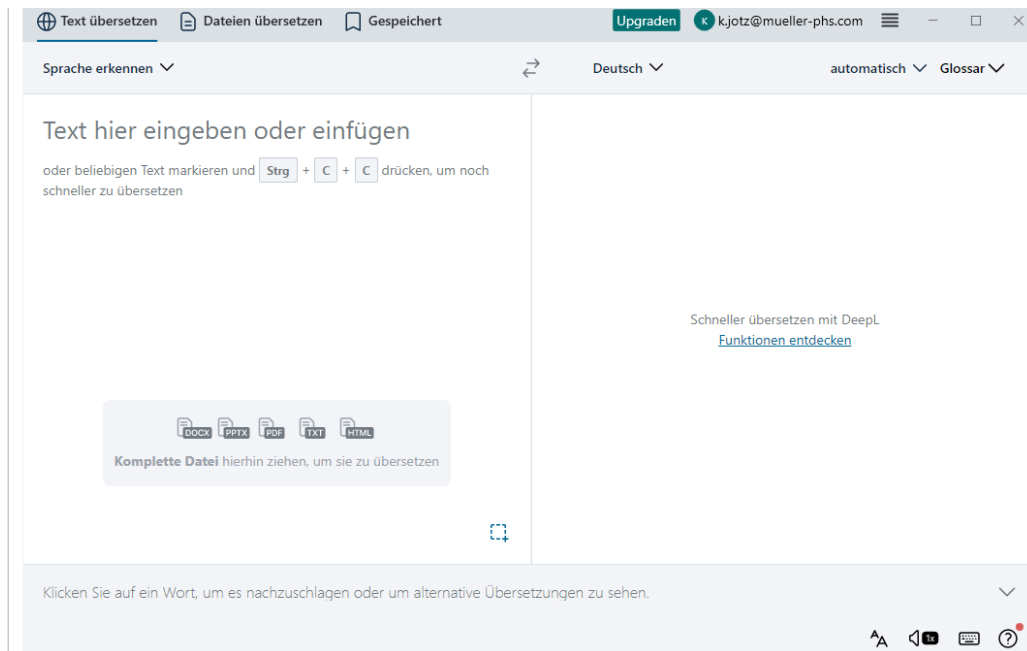 Text übersetzen Dateien übersetzen Gespeichert Upgraden K k.jotz@mueller-phs.com
Sprache erkennen Deutsch automatisch Glossar
Text hier eingeben oder einfügen
oder beliebigen Text markieren und Strg + C + C drücken, um noch
schneller zu übersetzen
Schneller übersetzen mit DeepL
Funktionen entdecken
DOCX PPTX PDF TXT HTML
Komplette Datei hierhin ziehen, um sie zu übersetzen
Klicken Sie auf ein Wort, um es nachzuschlagen oder um alternative Übersetzungen zu sehen.
A A 1x ?